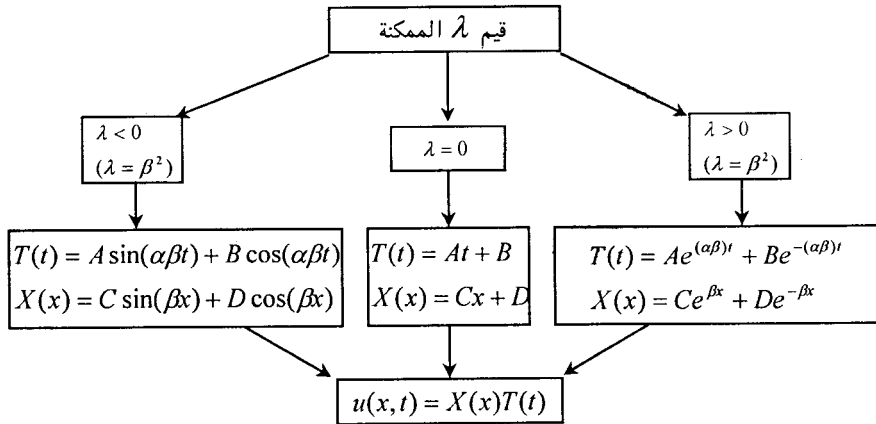 قيم λ الممكنة
λ < 0
(λ = β²)
λ = 0
λ > 0
(λ = β²)
T(t) = A sin(αβt) + B cos(αβt)
X(x) = C sin(βx) + D cos(βx)
T(t) = At + B
X(x) = Cx + D
T(t) = Ae^{(αβ)t} + Be^{-(αβ)t}
X(x) = Ce^{βx} + De^{-βx}
u(x,t) = X(x)T(t)